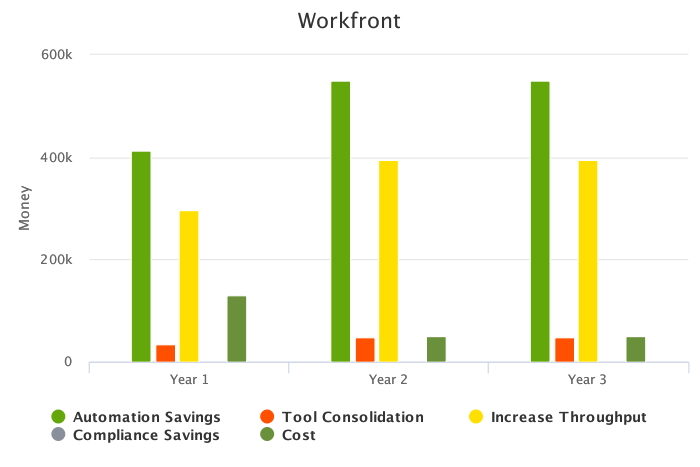 Workfront
600k
400k
200k
0
Money
Year 1 Year 2 Year 3
Automation Savings Tool Consolidation Increase Throughput
Compliance Savings Cost